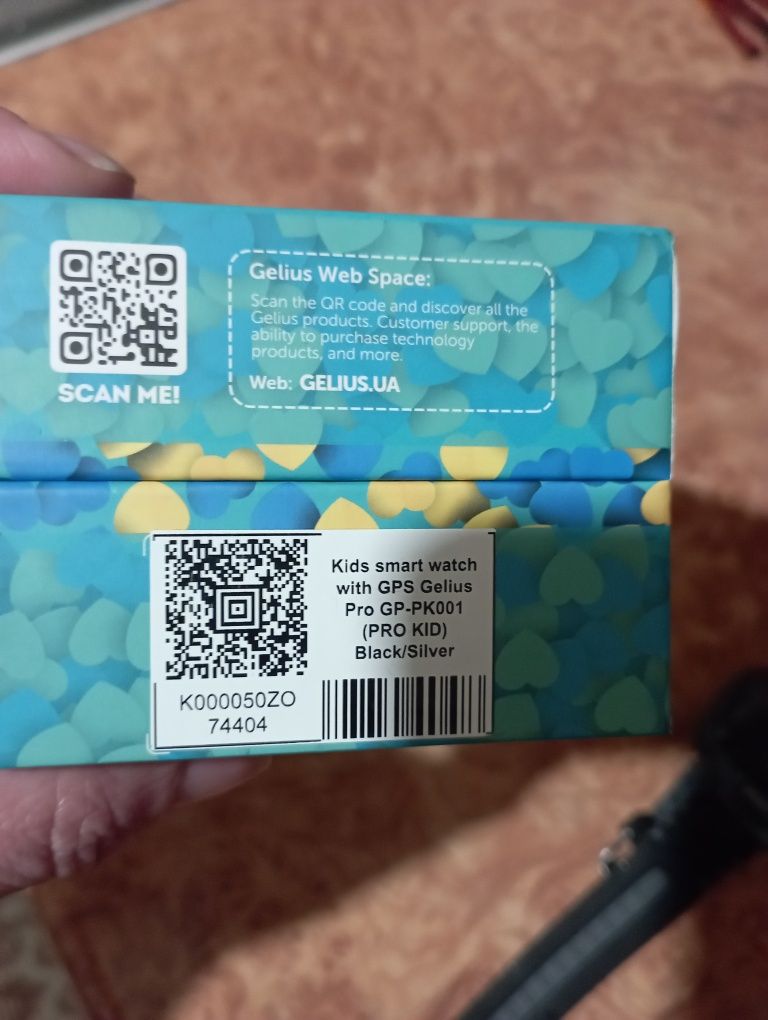 SCAN ME!
Gelius Web Space:
Scan the QR code and discover all the
Gelius products. Customer support, the
ability to purchase technology
products, and more.
Web: GELIUS.UA
Kids smart watch
with GPS Gelius
Pro GP-PK001
(PRO KID)
Black/Silver
K000050ZO
74404